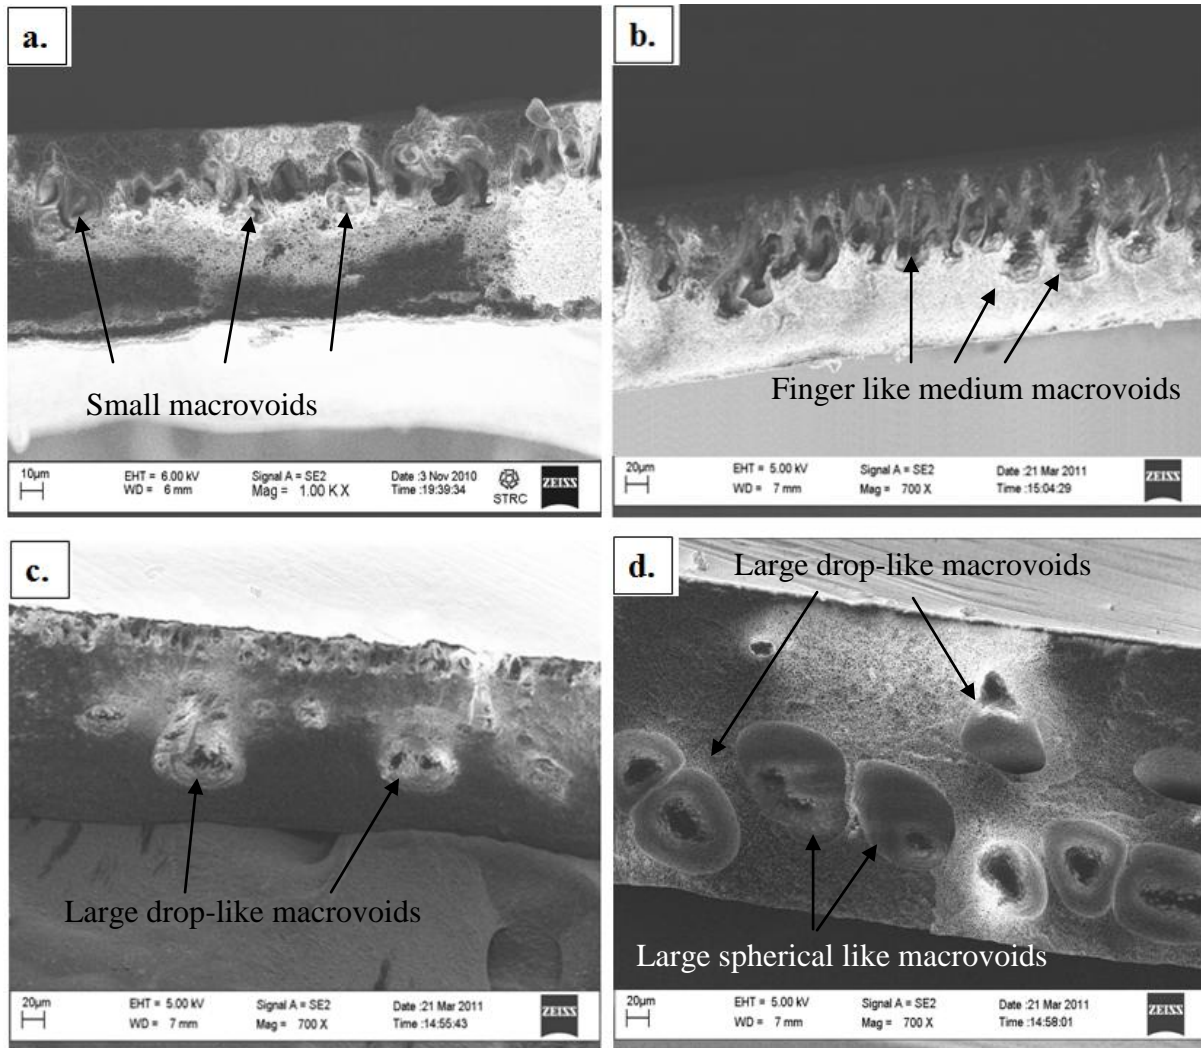 a.
Small macrovoids
10µm
EHT = 6.00 kV
WD = 6 mm
Signal A = SE2
Mag = 1.00 K X
Date :3 Nov 2010
Time :19:39:34
STRC
ZEISS
b.
Finger like medium macrovoids
20µm
EHT = 5.00 kV
WD = 7 mm
Signal A = SE2
Mag = 700 X
Date :21 Mar 2011
Time :15:04:29
ZEISS
c.
Large drop-like macrovoids
20µm
EHT = 5.00 kV
WD = 7 mm
Signal A = SE2
Mag = 700 X
Date :21 Mar 2011
Time :14:55:43
ZEISS
d.
Large drop-like macrovoids
Large spherical like macrovoids
20µm
EHT = 5.00 kV
WD = 7 mm
Signal A = SE2
Mag = 700 X
Date :21 Mar 2011
Time :14:58:01
ZEISS